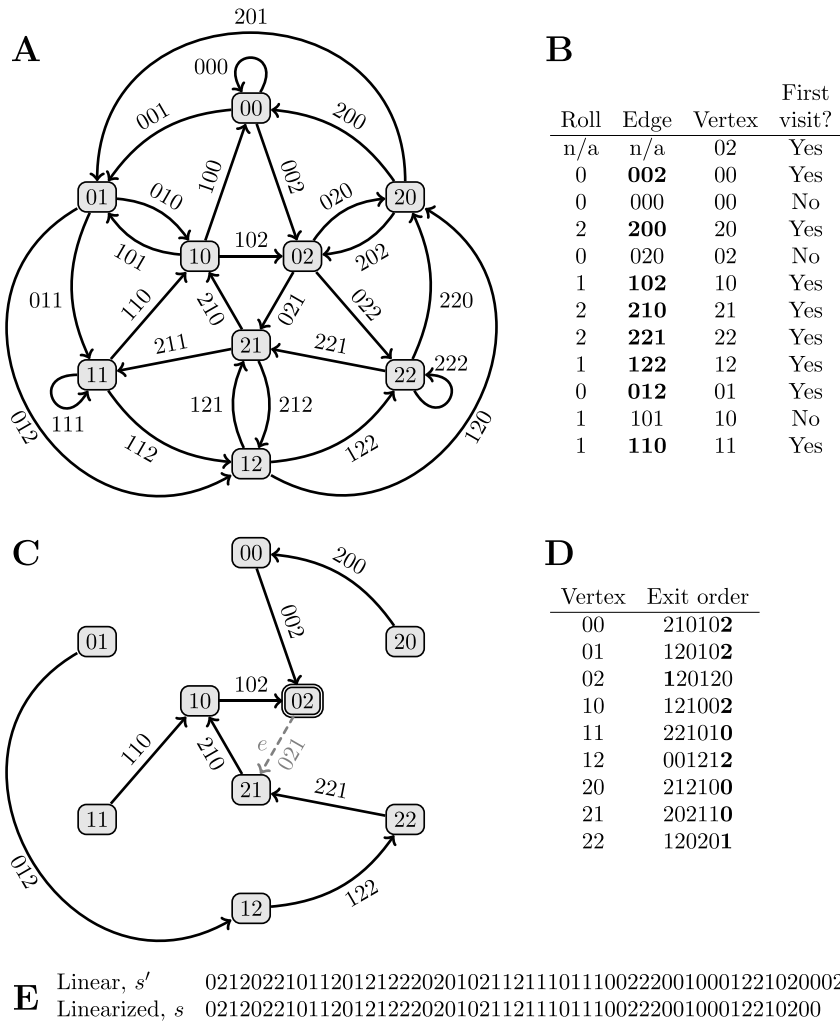 A
201
B
000
00
001
200
First
Roll Edge Vertex visit?
n/a n/a 02 Yes
0 002 00 Yes
0 000 00 No
2 200 20 Yes
0 020 02 No
1 102 10 Yes
2 210 21 Yes
2 221 22 Yes
1 122 12 Yes
0 012 01 Yes
1 101 10 No
1 110 11 Yes
100
002
01
010
020
20
101
10
102
02
202
011
110
210
021
022
220
211
21
221
11
22
222
111
121
212
012
112
12
122
120
C
00
200
002
01
20
10
102
02
110
210
e
021
21
221
11
22
012
12
122
D
Vertex Exit order
00 210102
01 120102
02 120120
10 121002
11 221010
12 001212
20 212100
21 202110
22 120201
E
Linear, s′ 02120221011201212220201021121110111002220010001221020002
Linearized, s 021202210112012122202010211211101110022200100012210200